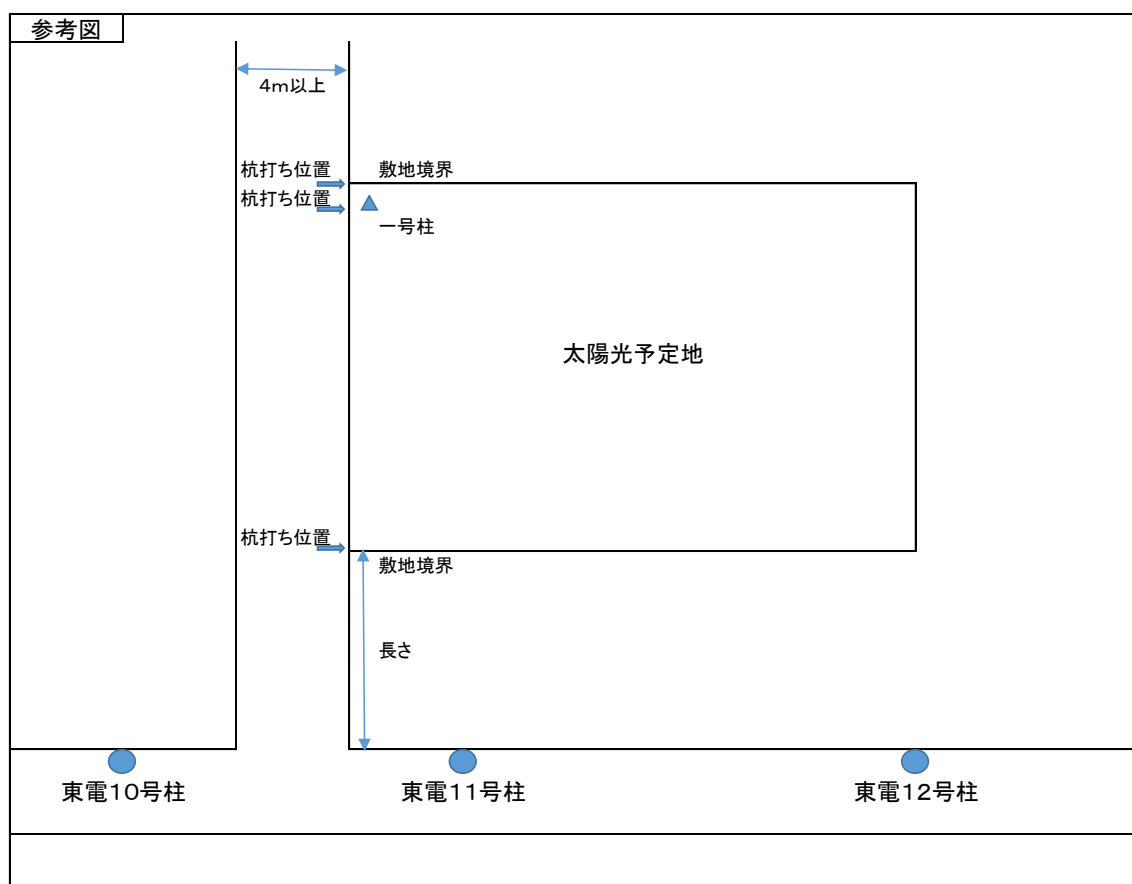 参考図
4m以上
杭打ち位置
敷地境界
杭打ち位置
一号柱
太陽光予定地
杭打ち位置
敷地境界
長さ
東電10号柱
東電11号柱
東電12号柱